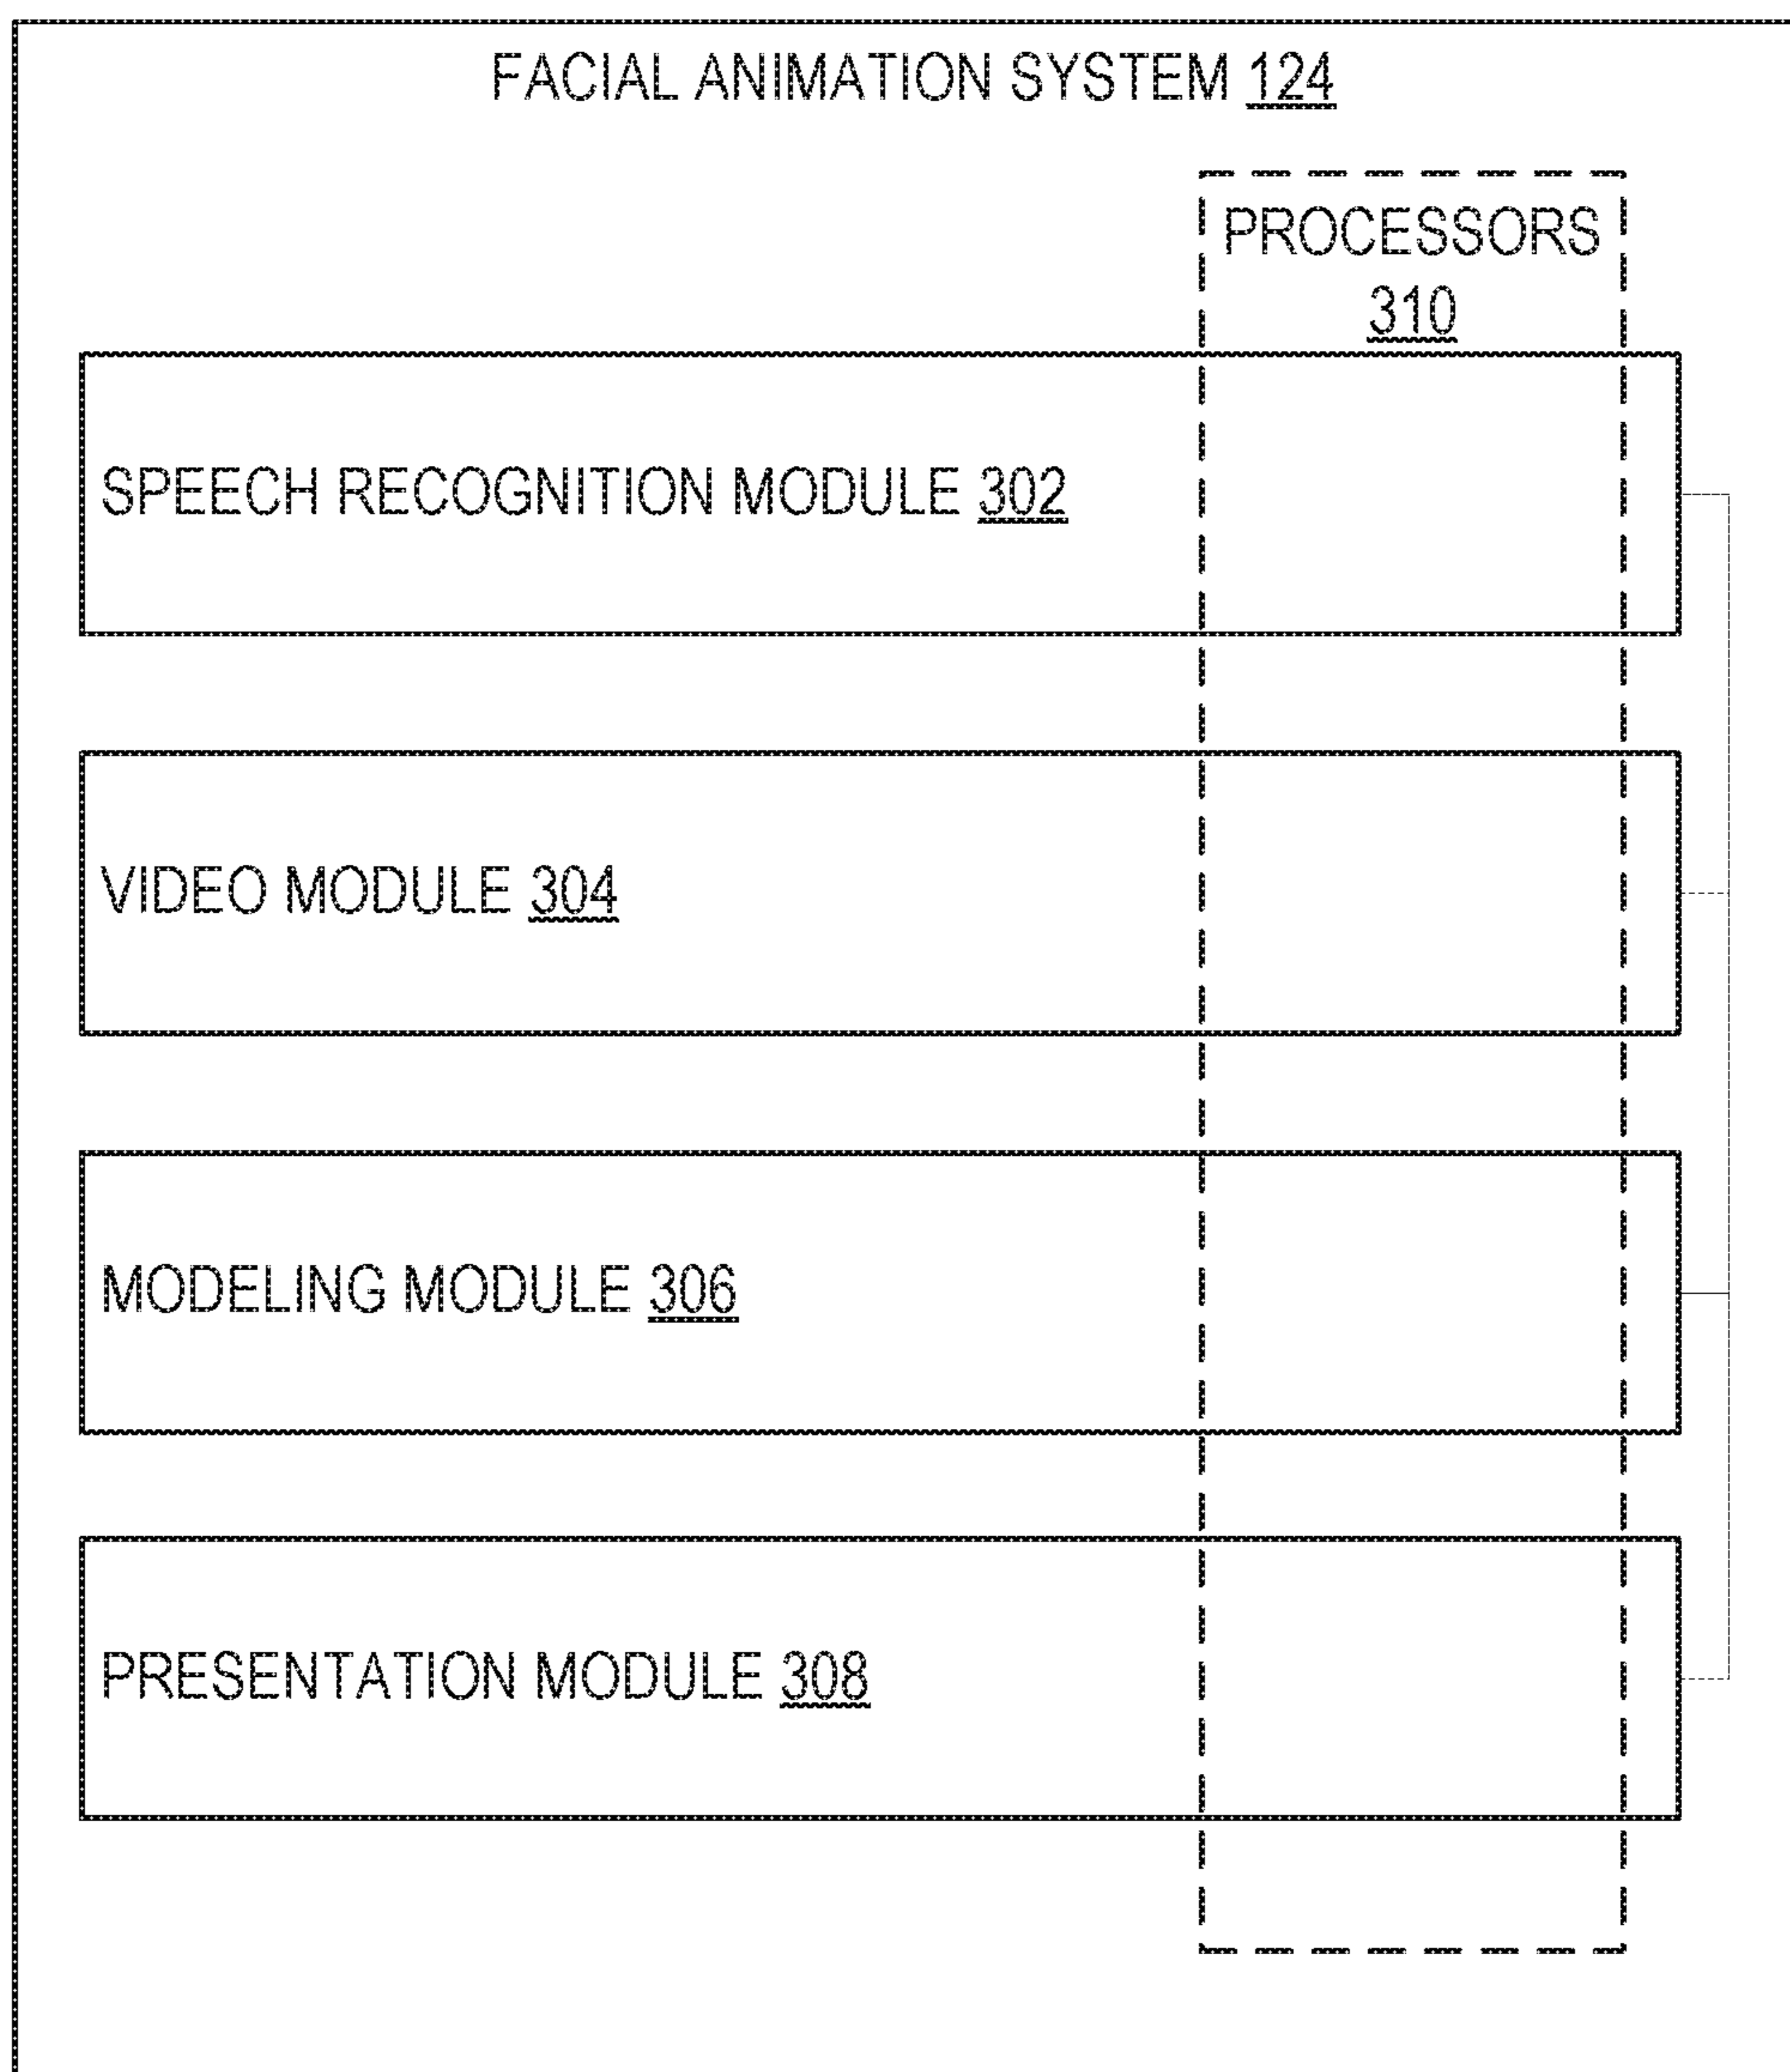 FACIAL ANIMATION SYSTEM 124
PROCESSORS
310
SPEECH RECOGNITION MODULE 302
VIDEO MODULE 304
MODELING MODULE 306
PRESENTATION MODULE 308